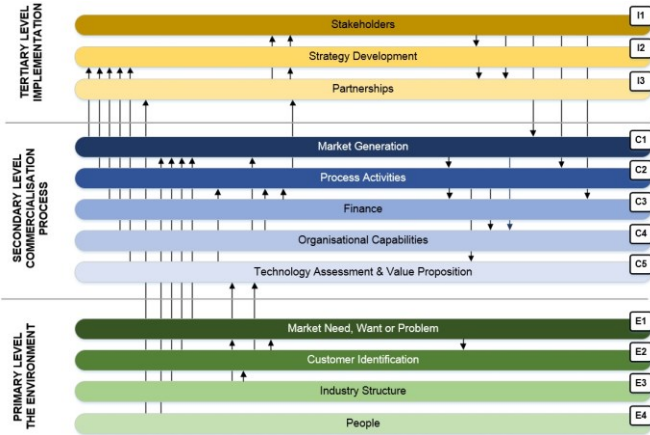 TERTIARY LEVEL
IMPLEMENTATION
Stakeholders
I1
Strategy Development
I2
Partnerships
I3
SECONDARY LEVEL
COMMERCIALISATION
PROCESS
Market Generation
C1
Process Activities
C2
Finance
C3
Organisational Capabilities
C4
Technology Assessment & Value Proposition
C5
PRIMARY LEVEL
THE ENVIRONMENT
Market Need, Want or Problem
E1
Customer Identification
E2
Industry Structure
E3
People
E4